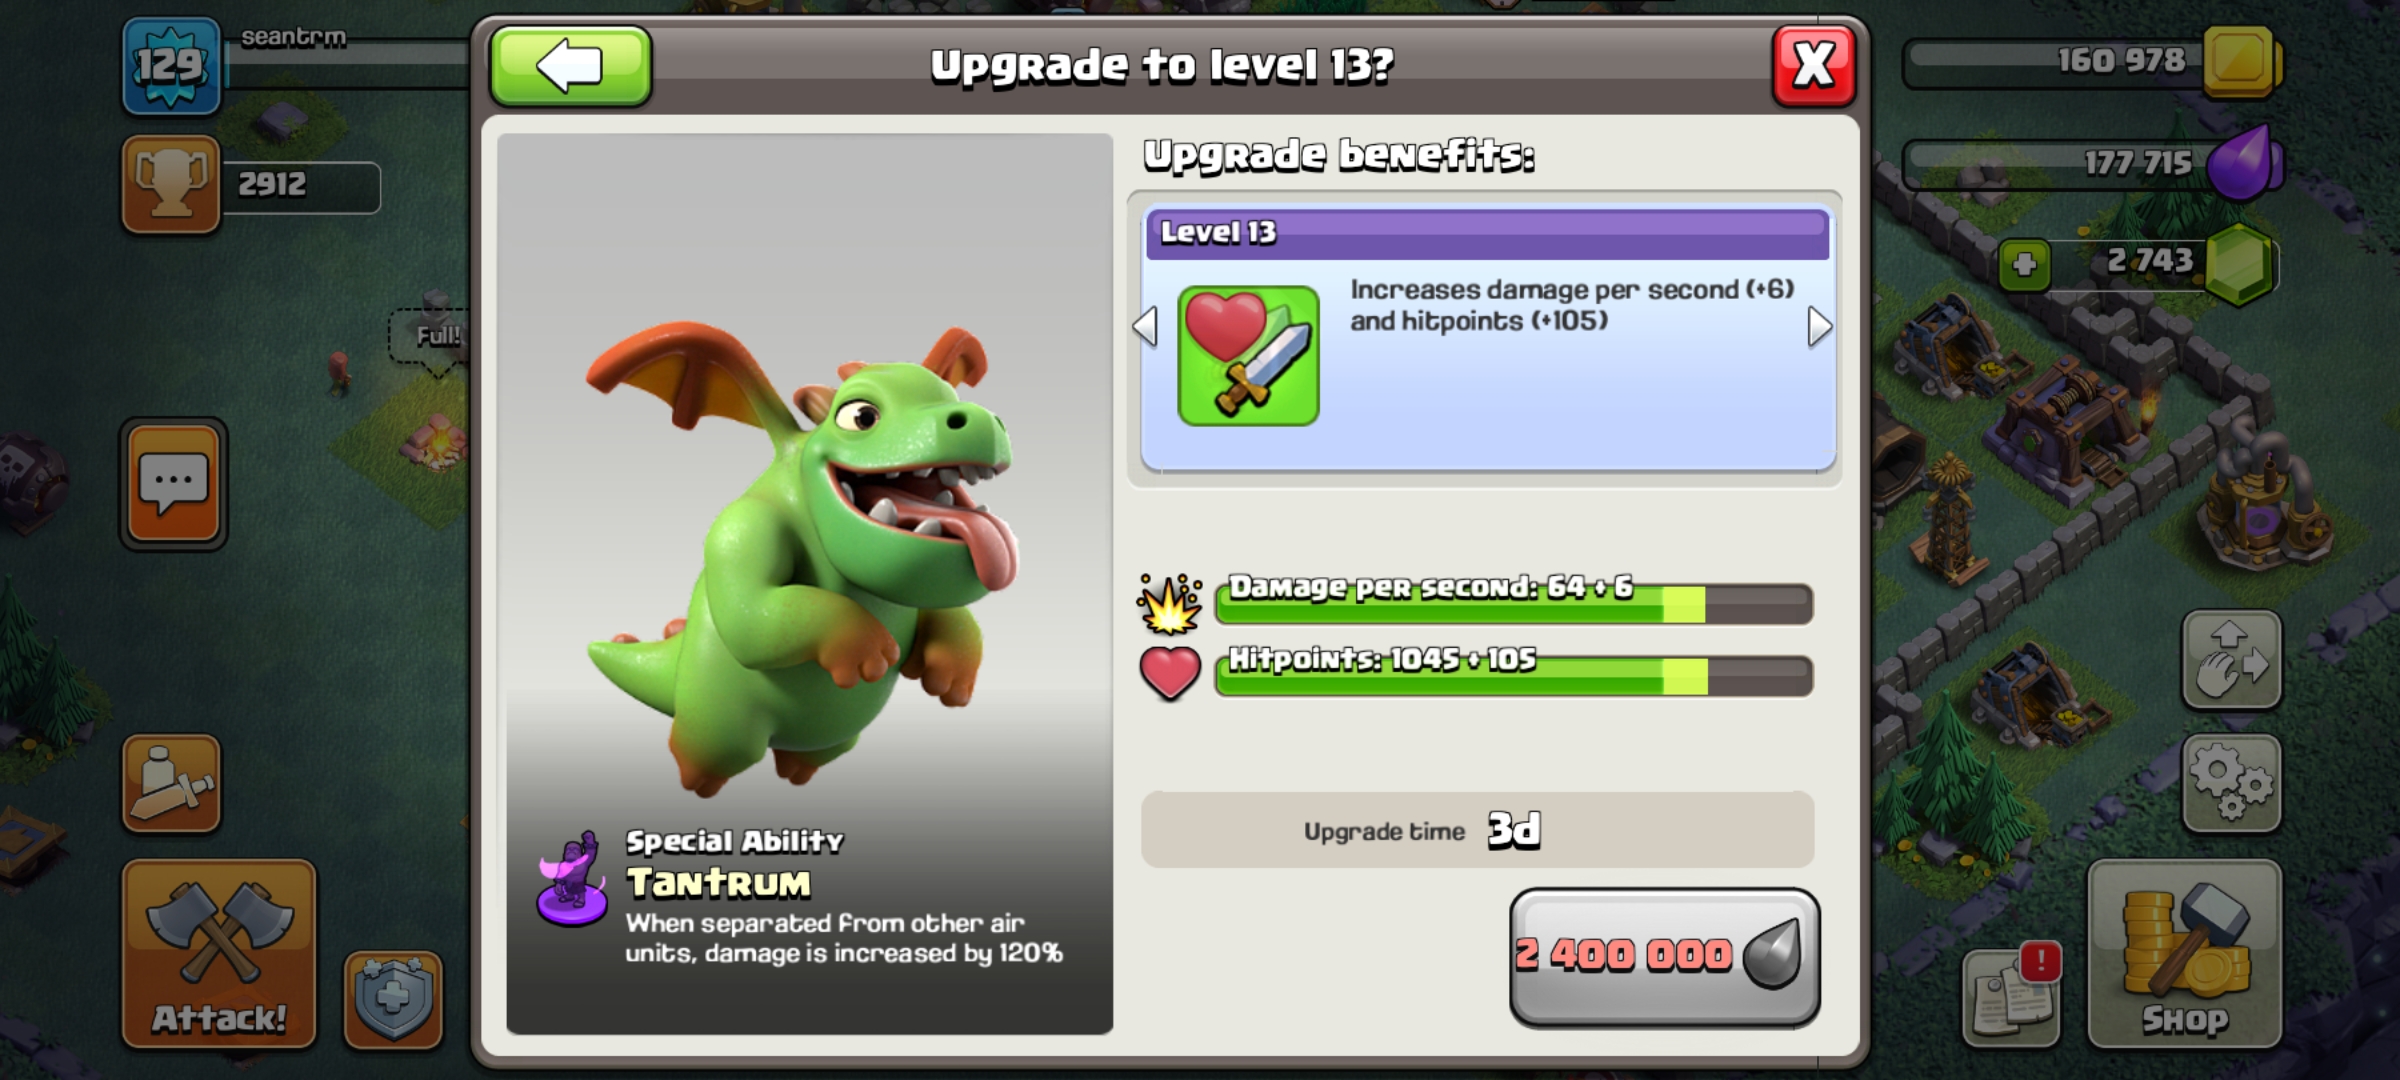 129
seantrm
2912
Full!
Attack!
Upgrade to level 13?
X
Special Ability
Tantrum
When separated from other air
units, damage is increased by 120%
Upgrade benefits:
Level 13
Increases damage per second (+6)
and hitpoints (+105)
Damage per second: 64 + 6
Hitpoints: 1045 + 105
Upgrade time 3d
2 400 000
160 978
177 715
2 743
!
Shop